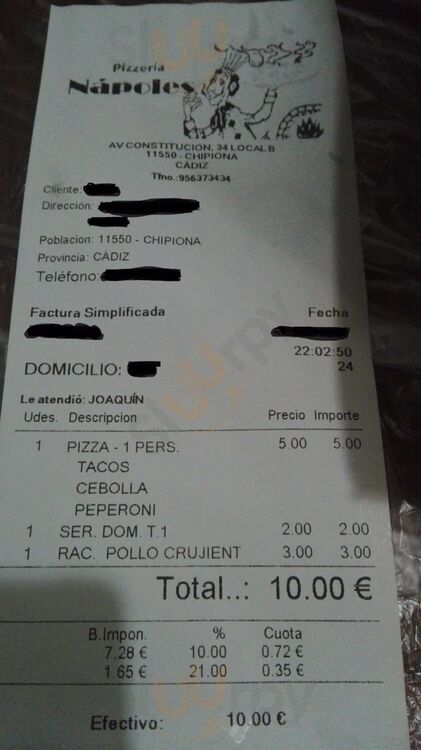 Pizzería
Nápoles
AV CONSTITUCION, 34 LOCAL B
11550 - CHIPIONA
CÁDIZ
Tfno.:956373434
Cliente:
Dirección:
Poblacion: 11550 - CHIPIONA
Provincia: CÁDIZ
Teléfono:
Factura Simplificada Fecha
22:02:50
DOMICILIO: 24
Le atendió: JOAQUÍN
Udes. Descripcion Precio Importe
1 PIZZA - 1 PERS. 5.00 5.00
TACOS
CEBOLLA
PEPERONI
1 SER. DOM. T.1 2.00 2.00
1 RAC. POLLO CRUJIENT 3.00 3.00
Total..: 10.00 €
B.Impon. % Cuota
7.28 € 10.00 0.72 €
1.65 € 21.00 0.35 €
Efectivo: 10.00 €